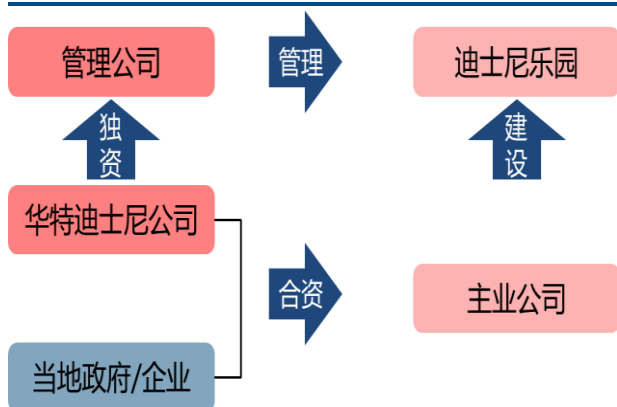 管理公司
管理
迪士尼乐园
独
资
建
设
华特迪士尼公司
合资
主业公司
当地政府/企业